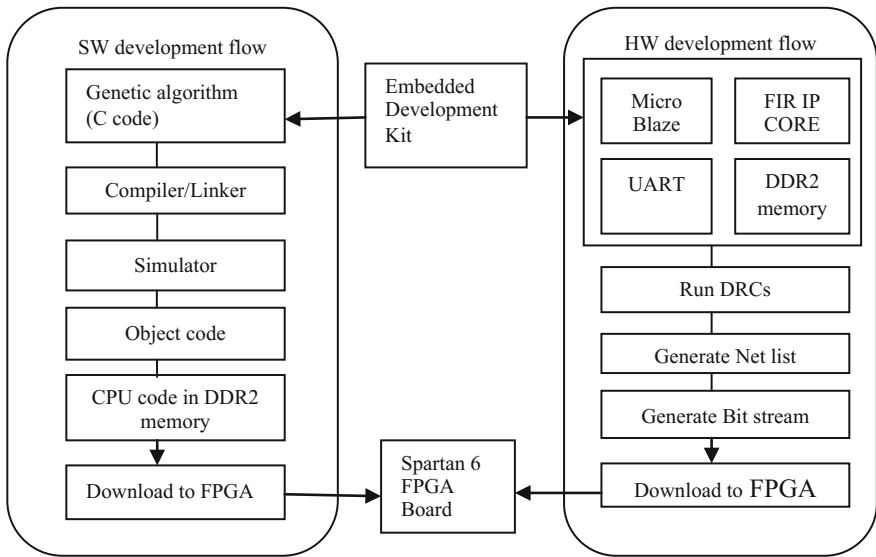 SW development flow
Genetic algorithm
(C code)
Compiler/Linker
Simulator
Object code
CPU code in DDR2
memory
Download to FPGA
Embedded
Development
Kit
Spartan 6
FPGA
Board
HW development flow
Micro
Blaze
FIR IP
CORE
UART
DDR2
memory
Run DRCs
Generate Net list
Generate Bit stream
Download to FPGA